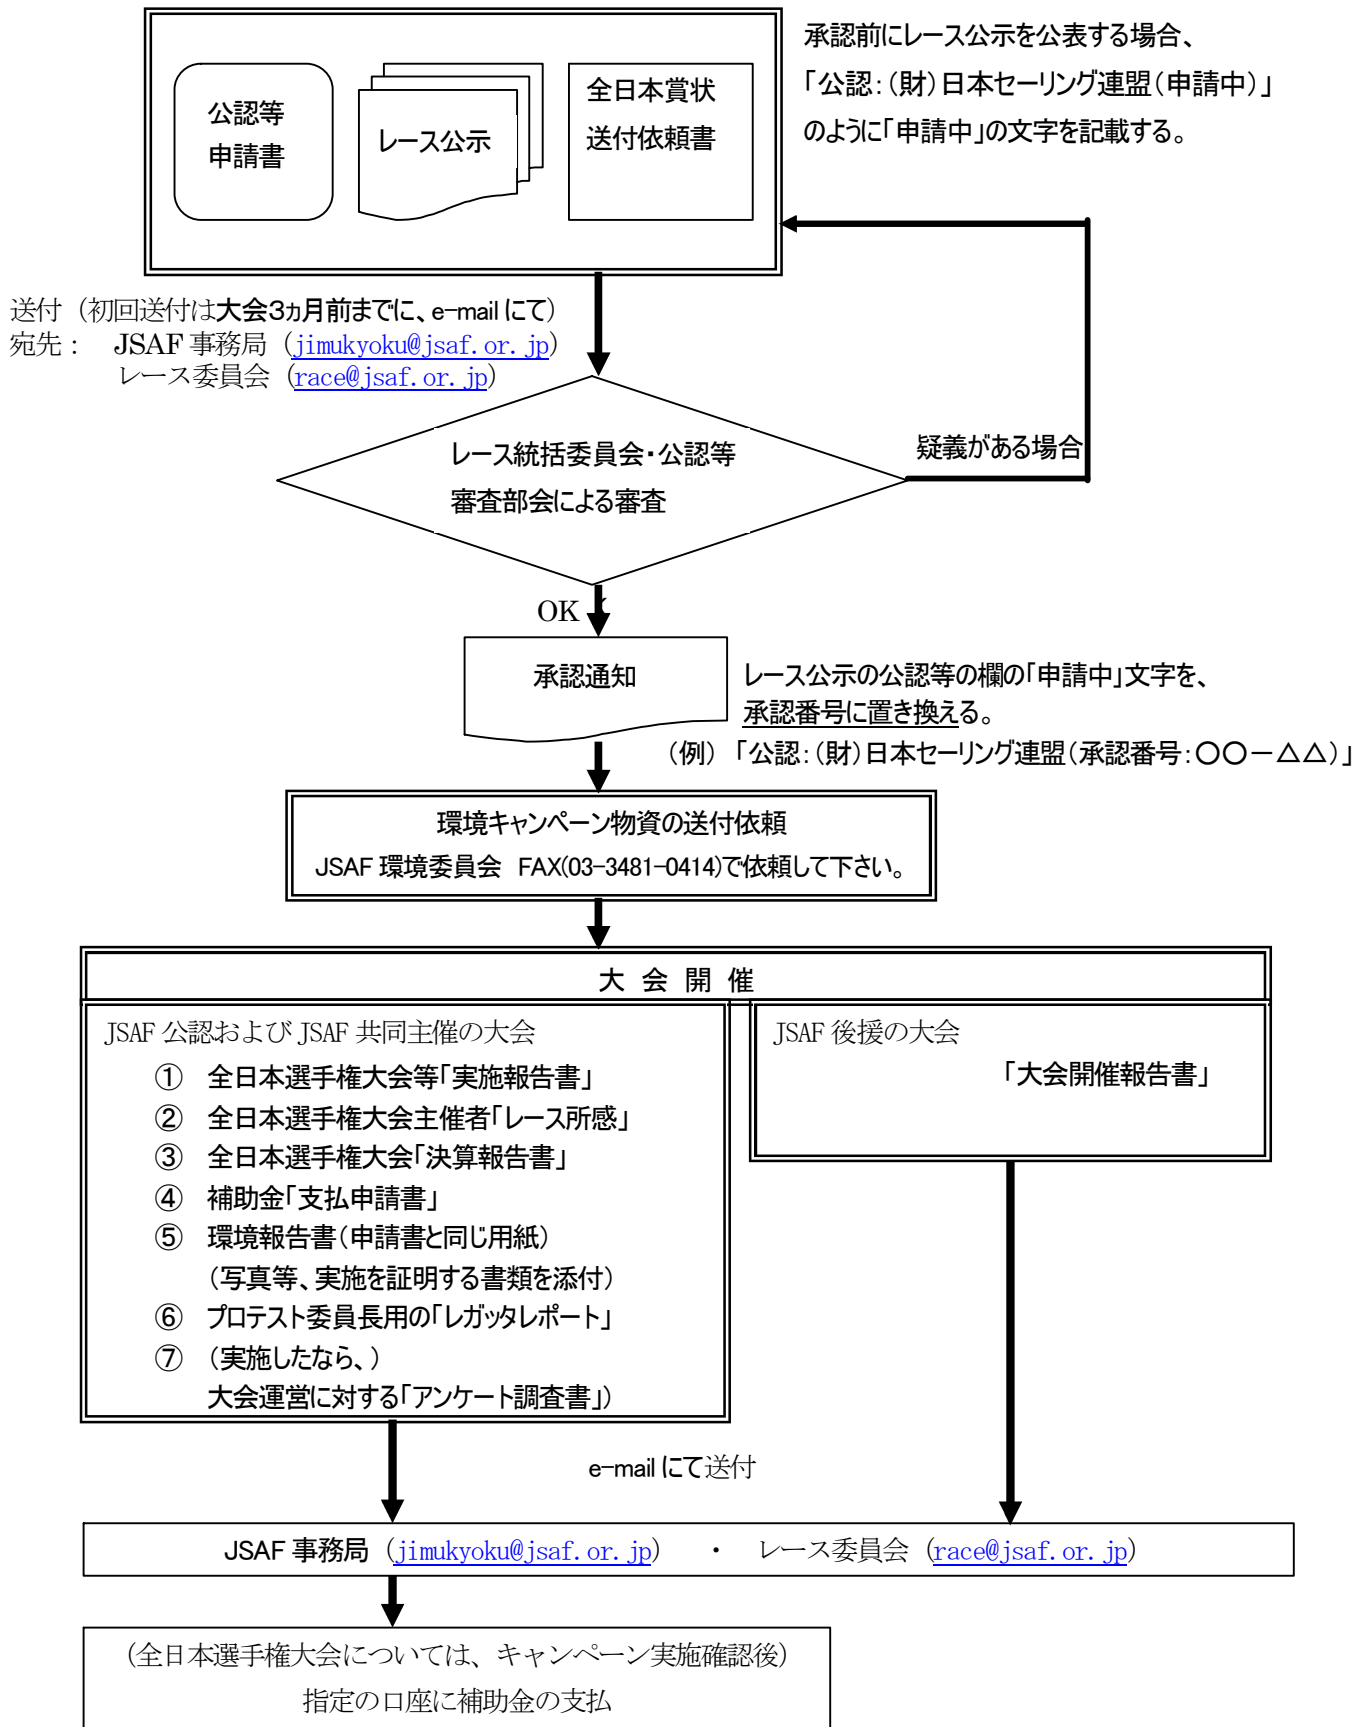 公認等
申請書
レース公示
全日本賞状
送付依頼書
承認前にレース公示を公表する場合、
「公認：（財）日本セーリング連盟（申請中）」
のように「申請中」の文字を記載する。
送付（初回送付は大会３ヵ月前までに、e-mail にて）
宛先： JSAF 事務局（jimukyoku@jsaf.or.jp）
レース委員会（race@jsaf.or.jp）
レース統括委員会・公認等
審査部会による審査
疑義がある場合
OK
承認通知
レース公示の公認等の欄の「申請中」文字を、
承認番号に置き換える。
（例）「公認：（財）日本セーリング連盟（承認番号：〇〇－△△）」
環境キャンペーン物資の送付依頼
JSAF 環境委員会 FAX(03-3481-0414)で依頼して下さい。
大 会 開 催
JSAF 公認および JSAF 共同主催の大会
① 全日本選手権大会等「実施報告書」
② 全日本選手権大会主催者「レース所感」
③ 全日本選手権大会「決算報告書」
④ 補助金「支払申請書」
⑤ 環境報告書（申請書と同じ用紙）
（写真等、実施を証明する書類を添付）
⑥ プロテスト委員長用の「レガッタレポート」
⑦ （実施したなら、）
大会運営に対する「アンケート調査書」）
JSAF 後援の大会
「大会開催報告書」
e-mail にて送付
JSAF 事務局（jimukyoku@jsaf.or.jp） ・ レース委員会（race@jsaf.or.jp）
（全日本選手権大会については、キャンペーン実施確認後）
指定の口座に補助金の支払